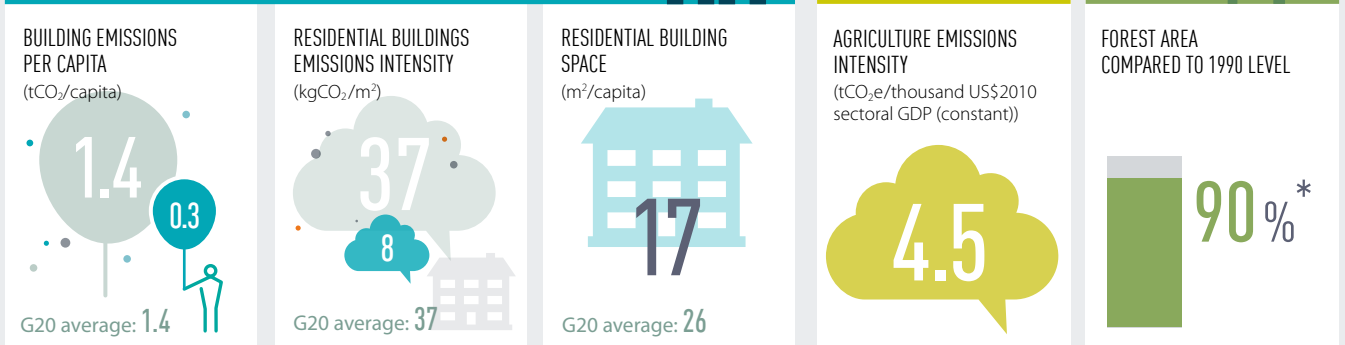 BUILDING EMISSIONS
PER CAPITA
(tCO₂/capita)
1.4
0.3
G20 average: 1.4
RESIDENTIAL BUILDINGS
EMISSIONS INTENSITY
(kgCO₂/m²)
37
8
G20 average: 37
RESIDENTIAL BUILDING
SPACE
(m²/capita)
17
G20 average: 26
AGRICULTURE EMISSIONS
INTENSITY
(tCO₂e/thousand US$2010
sectoral GDP (constant))
4.5
FOREST AREA
COMPARED TO 1990 LEVEL
90 %*